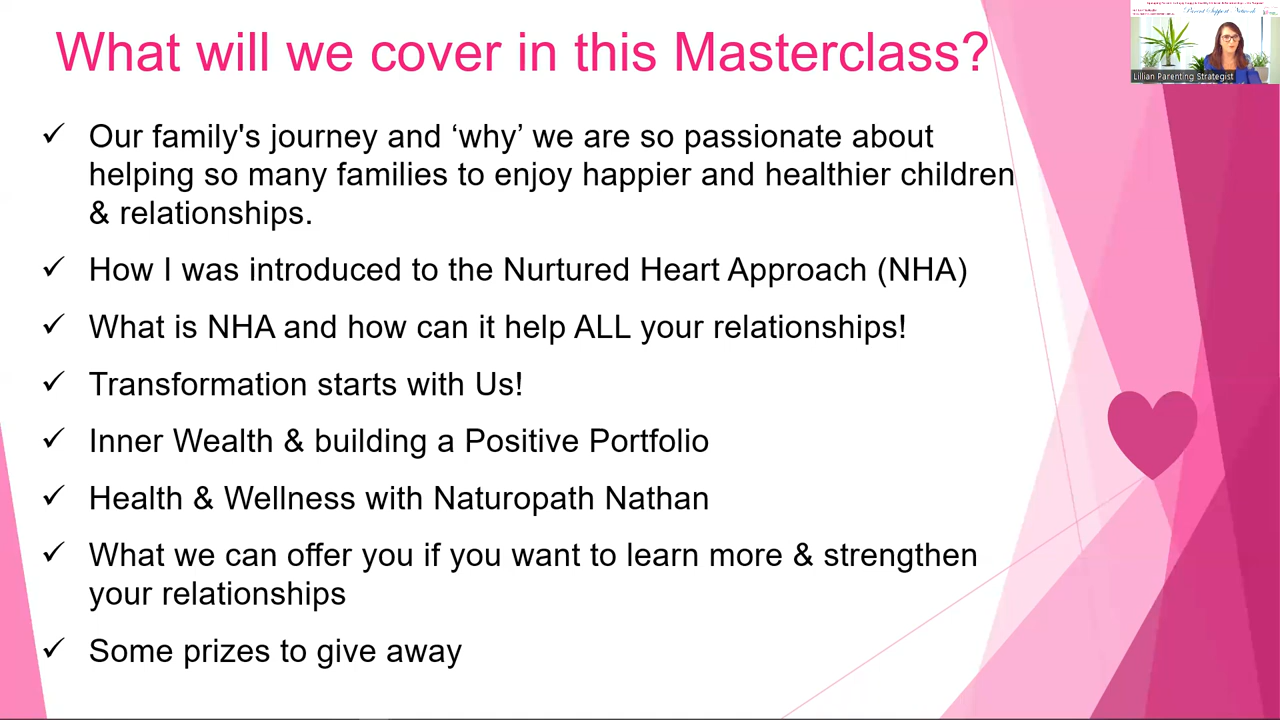 What will we cover in this Masterclass?
Parent Support Network
Lillian Parenting Strategist
✓ Our family's journey and ‘why’ we are so passionate about
helping so many families to enjoy happier and healthier children
& relationships.
✓ How I was introduced to the Nurtured Heart Approach (NHA)
✓ What is NHA and how can it help ALL your relationships!
✓ Transformation starts with Us!
✓ Inner Wealth & building a Positive Portfolio
✓ Health & Wellness with Naturopath Nathan
✓ What we can offer you if you want to learn more & strengthen
your relationships
✓ Some prizes to give away